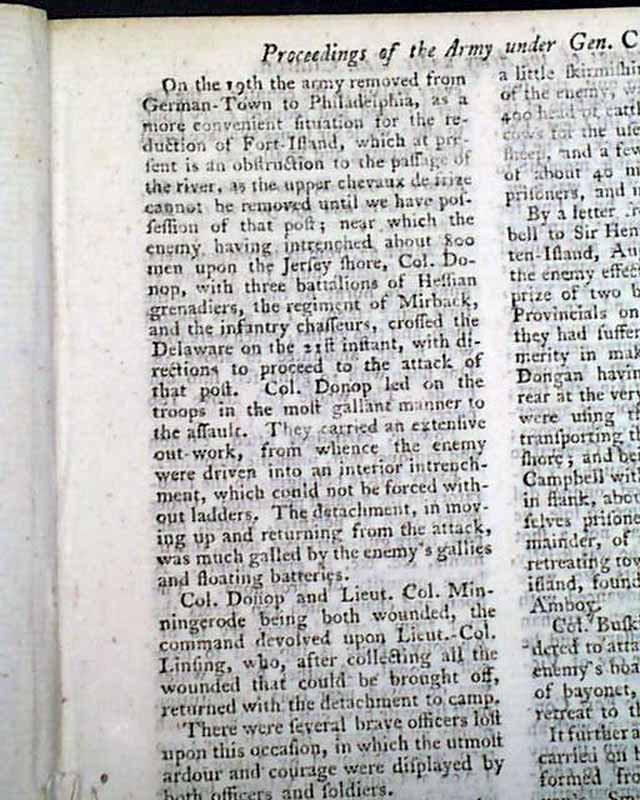 Proceedings of the Army under Gen. C
On the 19th the army removed from
German-Town to Philadelphia, as a
more convenient ſituation for the re-
duction of Fort-Iſland, which at pre-
ſent is an obſtruction to the paſſage of
the river, as the upper chevaux de frize
cannot be removed until we have poſ-
ſeſſion of that poſt; near which the
enemy having intrenched about 800
men upon the Jerſey ſhore, Col. Do-
nop, with three battalions of Heſſian
grenadiers, the regiment of Mirback,
and the infantry chaſſeurs, croſſed the
Delaware on the 21ſt inſtant, with di-
rections to proceed to the attack of
that poſt. Col. Donop led on the
troops in the moſt gallant manner to
the aſſault. They carried an extenſive
out-work, from whence the enemy
were driven into an interior intrench-
ment, which could not be forced with-
out ladders. The detachment, in mov-
ing up and returning from the attack,
was much galled by the enemy's gallies
and floating batteries.
Col. Donop and Lieut. Col. Min-
ningerode being both wounded, the
command devolved upon Lieut.-Col.
Linſing, who, after collecting all the
wounded that could be brought off,
returned with the detachment to camp.
There were ſeveral brave officers loſt
upon this occaſion, in which the utmoſt
ardour and courage were diſplayed by
both officers and ſoldiers.
a little ſkirmiſhin
of the enemy, w
400 head of cattl
cows for the uſe
ſheep, and a few
of about 40 m
priſoners, and
By a letter
bell to Sir Hen
ten-Iſland, Au
the enemy effect
prize of two b
Provincials on
they had ſuffer
merity in mak
Dongan havin
rear at the very
were uſing th
tranſporting th
ſhore; and bei
Campbell with
in flank, abou
ſelves priſone
mainder, of
retreating tow
iſland, found
Amboy.
Col. Buſki
dered to atta
enemy's boa
of bayonet,
retreat to th
It further a
carried on
formed fro